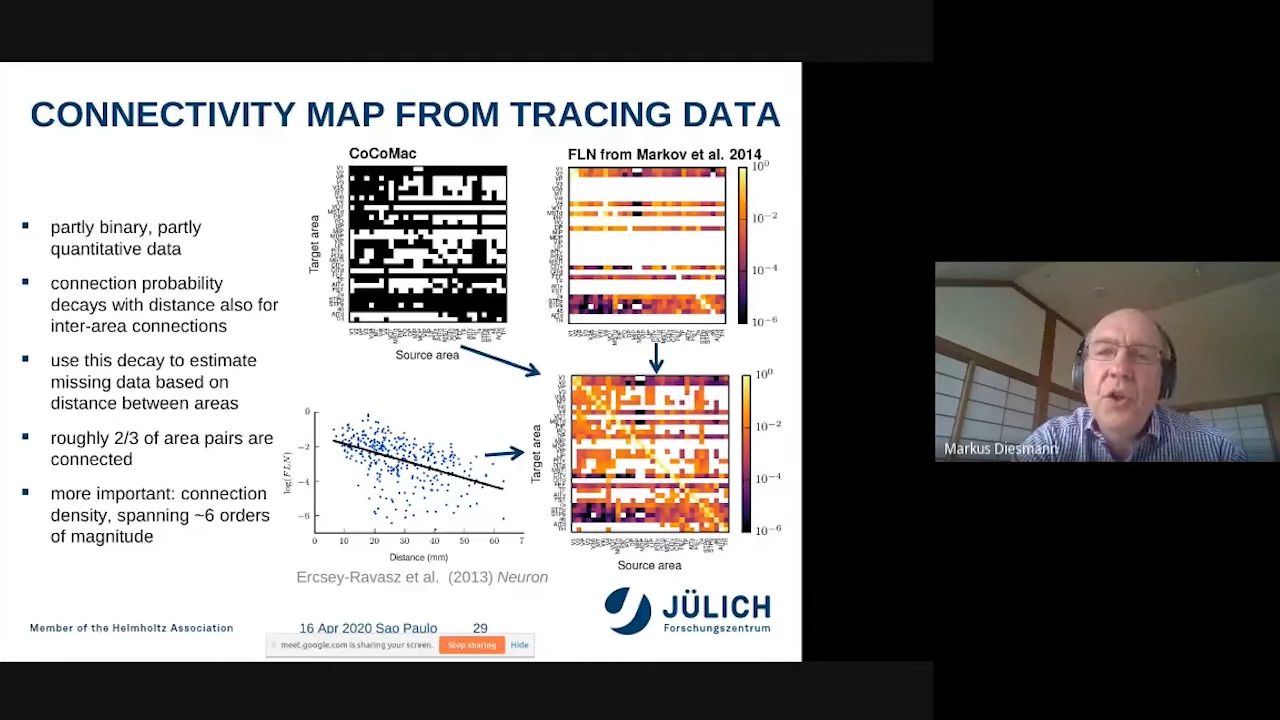 CONNECTIVITY MAP FROM TRACING DATA
CoCoMac
FLN from Markov et al. 2014
▪ partly binary, partly
quantitative data
▪ connection probability
decays with distance also for
inter-area connections
▪ use this decay to estimate
missing data based on
distance between areas
▪ roughly 2/3 of area pairs are
connected
▪ more important: connection
density, spanning ~6 orders
of magnitude
Target area
Source area
10⁰
10⁻²
10⁻⁴
10⁻⁶
0
−2
−4
−6
log(FLN)
0 10 20 30 40 50 60 7
Distance (mm)
Target area
Source area
10⁰
10⁻²
10⁻⁴
10⁻⁶
Ercsey-Ravasz et al. (2013) Neuron
JÜLICH
Forschungszentrum
Member of the Helmholtz Association
16 Apr 2020 Sao Paulo 29
meet.google.com is sharing your screen. Stop sharing Hide
Markus Diesmann